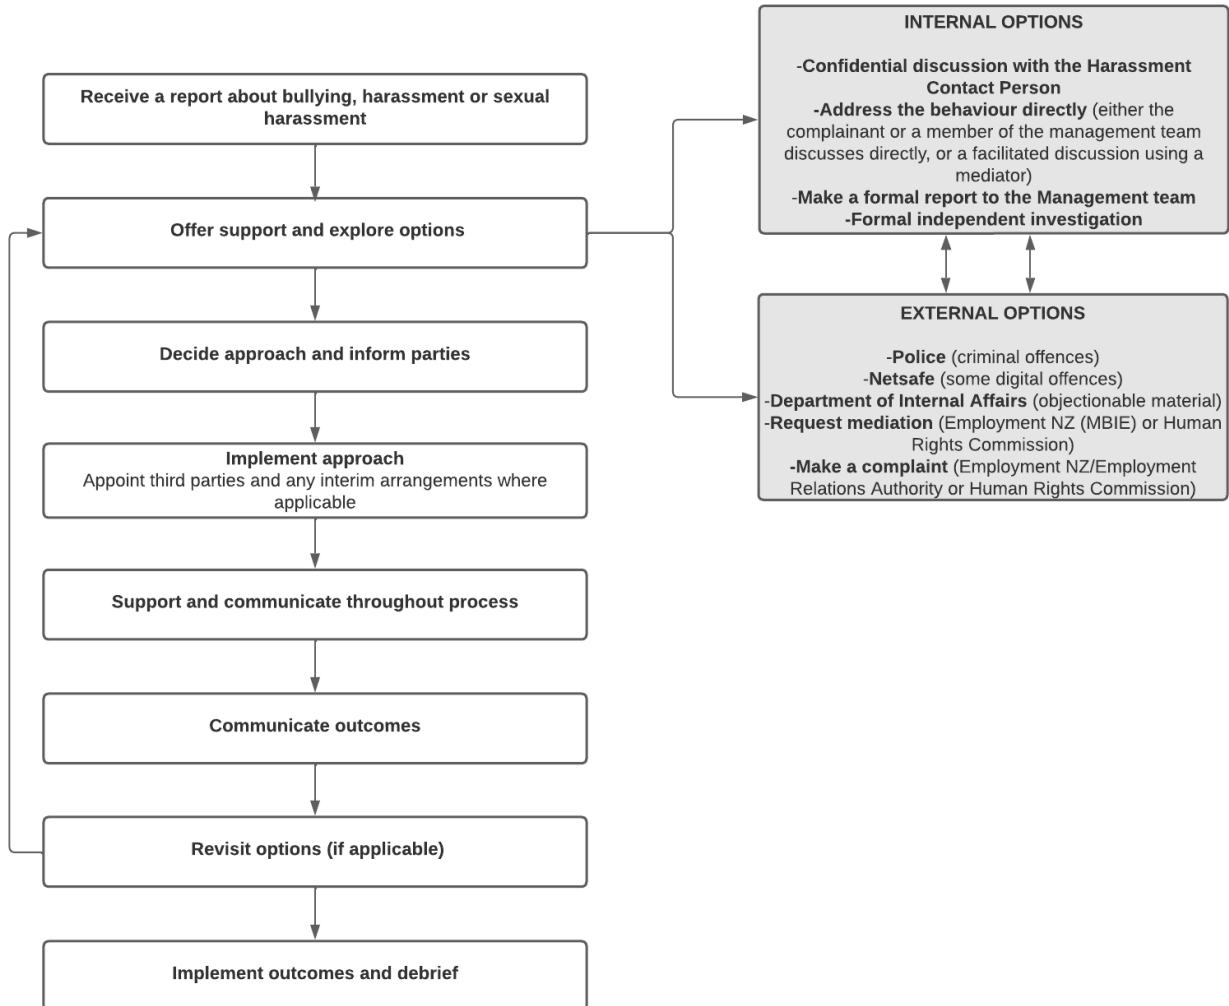 Receive a report about bullying, harassment or sexual
harassment
Offer support and explore options
Decide approach and inform parties
Implement approach
Appoint third parties and any interim arrangements where
applicable
Support and communicate throughout process
Communicate outcomes
Revisit options (if applicable)
Implement outcomes and debrief
INTERNAL OPTIONS
-Confidential discussion with the Harassment
Contact Person
-Address the behaviour directly (either the
complainant or a member of the management team
discusses directly, or a facilitated discussion using a
mediator)
-Make a formal report to the Management team
-Formal independent investigation
EXTERNAL OPTIONS
-Police (criminal offences)
-Netsafe (some digital offences)
-Department of Internal Affairs (objectionable material)
-Request mediation (Employment NZ (MBIE) or Human
Rights Commission)
-Make a complaint (Employment NZ/Employment
Relations Authority or Human Rights Commission)